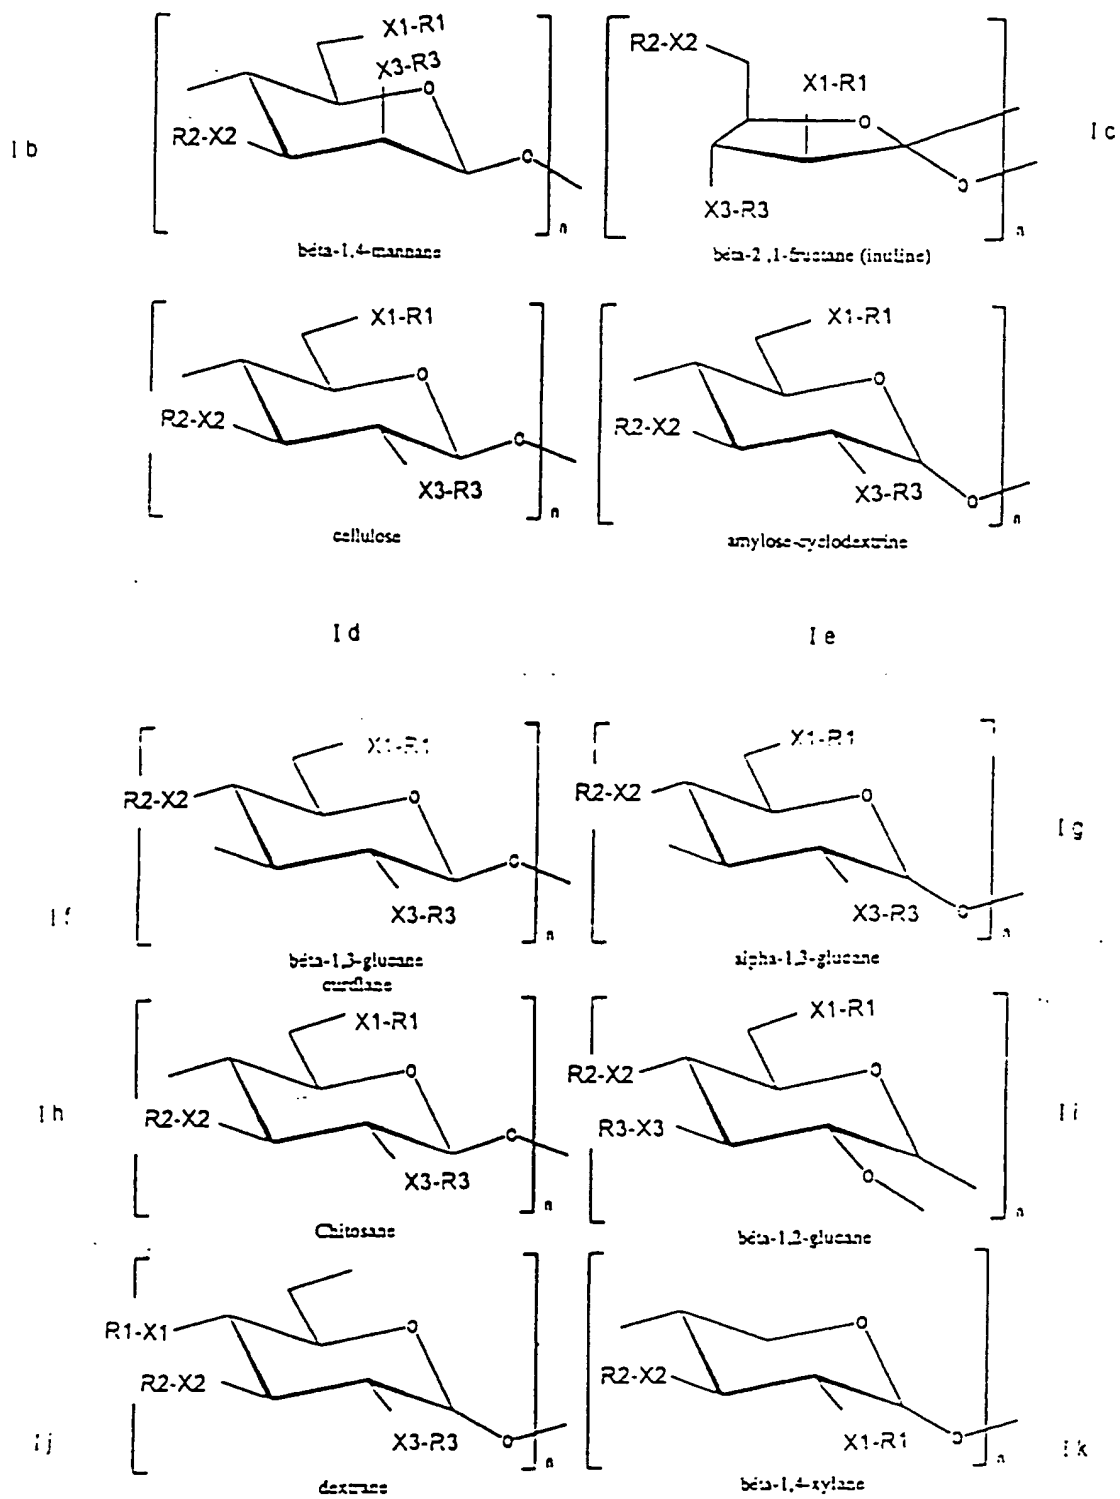 X1-R1
X3-R3
O
R2-X2
O
n
béta-1,4-mannane
I b
R2-X2
X1-R1
O
O
X3-R3
n
béta-2,1-fructane (inuline)
I c
X1-R1
O
R2-X2
O
X3-R3
n
cellulose
X1-R1
O
R2-X2
X3-R3
O
n
amylose-cyclodextrine
I d
I e
X1-R1
R2-X2
O
O
X3-R3
n
béta-1,3-glucane
curdlane
I f
X1-R1
R2-X2
O
X3-R3
O
n
alpha-1,3-glucane
I g
X1-R1
O
R2-X2
O
X3-R3
n
Chitosane
I h
X1-R1
R2-X2
O
R3-X3
O
n
béta-1,2-glucane
I i
R1-X1
O
R2-X2
X3-R3
O
n
dextrane
I j
O
R2-X2
X1-R1
O
n
béta-1,4-xylane
I k